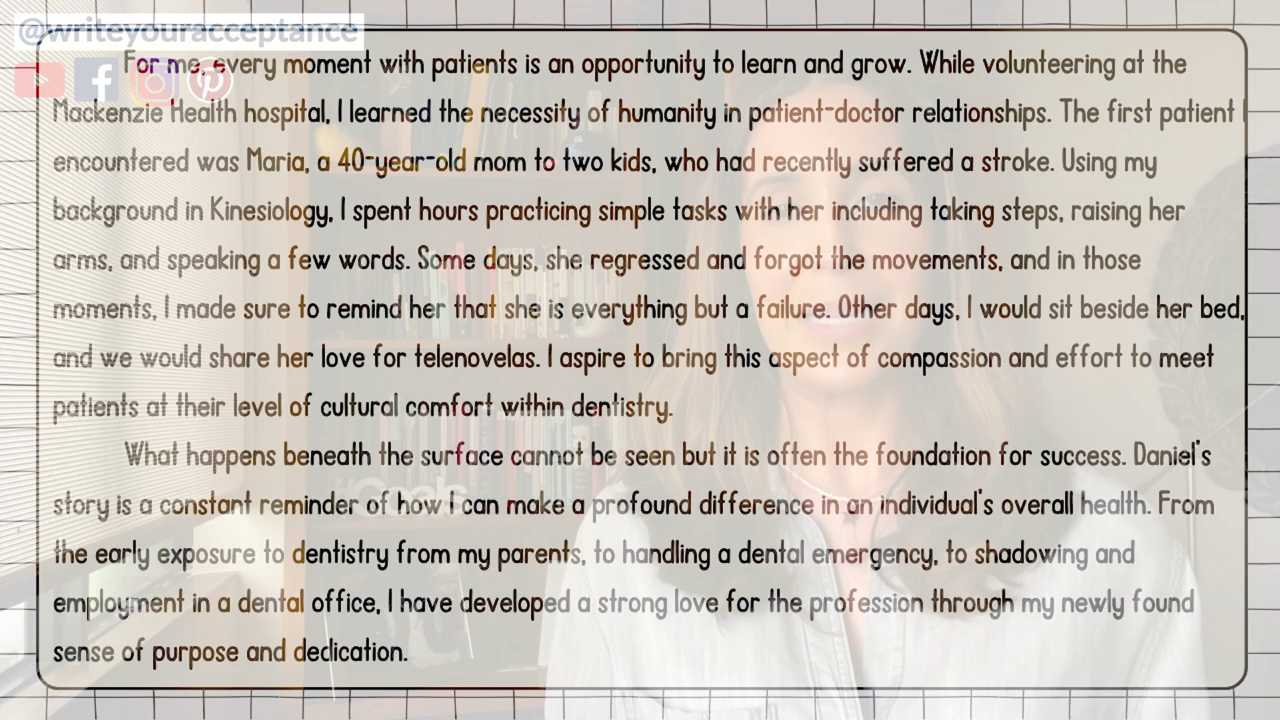 @writeyouracceptance
For me, every moment with patients is an opportunity to learn and grow. While volunteering at the
Mackenzie Health hospital, I learned the necessity of humanity in patient-doctor relationships. The first patient I
encountered was Maria, a 40-year-old mom to two kids, who had recently suffered a stroke. Using my
background in Kinesiology, I spent hours practicing simple tasks with her including taking steps, raising her
arms, and speaking a few words. Some days, she regressed and forgot the movements, and in those
moments, I made sure to remind her that she is everything but a failure. Other days, I would sit beside her bed,
and we would share her love for telenovelas. I aspire to bring this aspect of compassion and effort to meet
patients at their level of cultural comfort within dentistry.
What happens beneath the surface cannot be seen but it is often the foundation for success. Daniel's
story is a constant reminder of how I can make a profound difference in an individual's overall health. From
the early exposure to dentistry from my parents, to handling a dental emergency, to shadowing and
employment in a dental office, I have developed a strong love for the profession through my newly found
sense of purpose and dedication.
Goals